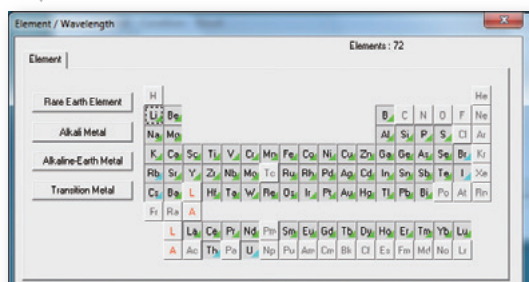 Element / Wavelength
Elements : 72
Element
Rare Earth Element
Alkali Metal
Alkaline-Earth Metal
Transition Metal
H He
Li Be B C N O F Ne
Na Mg Al Si P S Cl Ar
K Ca Sc Ti V Cr Mn Fe Co Ni Cu Zn Ga Ge As Se Br Kr
Rb Sr Y Zr Nb Mo Tc Ru Rh Pd Ag Cd In Sn Sb Te I Xe
Cs Ba L Hf Ta W Re Os Ir Pt Au Hg Tl Pb Bi Po At Rn
Fr Ra A
L La Ce Pr Nd Pm Sm Eu Gd Tb Dy Ho Er Tm Yb Lu
A Ac Th Pa U Np Pu Am Cm Bk Cf Es Fm Md No Lr